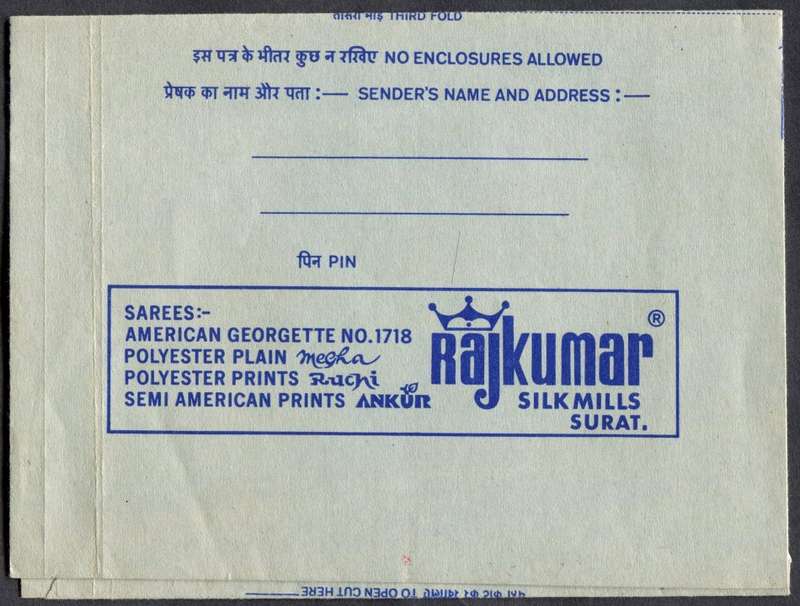 तीसरा मोड़ THIRD FOLD
इस पत्र के भीतर कुछ न रखिए NO ENCLOSURES ALLOWED
प्रेषक का नाम और पता :— SENDER'S NAME AND ADDRESS :—
पिन PIN
SAREES:-
AMERICAN GEORGETTE NO.1718
POLYESTER PLAIN Megha
POLYESTER PRINTS Ruchi
SEMI AMERICAN PRINTS ANKUR
Rajkumar ®
SILK MILLS
SURAT.
TO OPEN CUT HERE